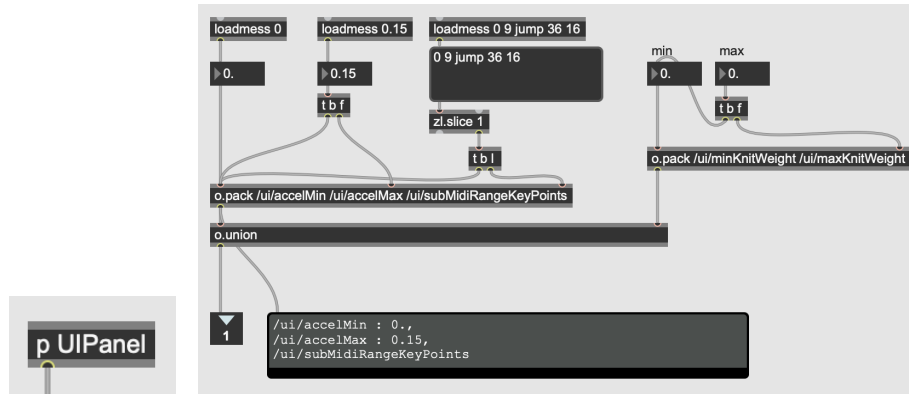 loadmess 0
loadmess 0.15
loadmess 0 9 jump 36 16
0.
0.15
0 9 jump 36 16
min
max
0.
0.
t b f
t b f
zl.slice 1
t b l
o.pack /ui/minKnitWeight /ui/maxKnitWeight
o.pack /ui/accelMin /ui/accelMax /ui/subMidiRangeKeyPoints
o.union
1
/ui/accelMin : 0.,
/ui/accelMax : 0.15,
/ui/subMidiRangeKeyPoints
p UIPanel